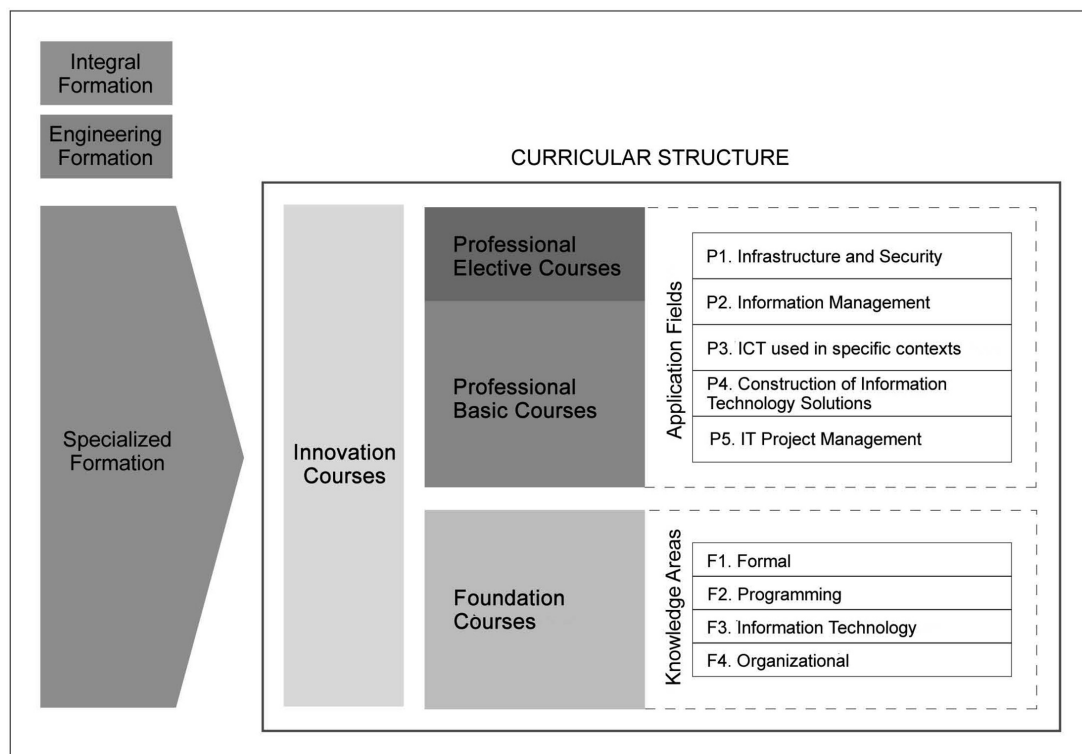 Integral
Formation
Engineering
Formation
CURRICULAR STRUCTURE
Specialized
Formation
Innovation
Courses
Professional
Elective Courses
Professional
Basic Courses
Application Fields
P1. Infrastructure and Security
P2. Information Management
P3. ICT used in specific contexts
P4. Construction of Information
Technology Solutions
P5. IT Project Management
Foundation
Courses
Knowledge Areas
F1. Formal
F2. Programming
F3. Information Technology
F4. Organizational